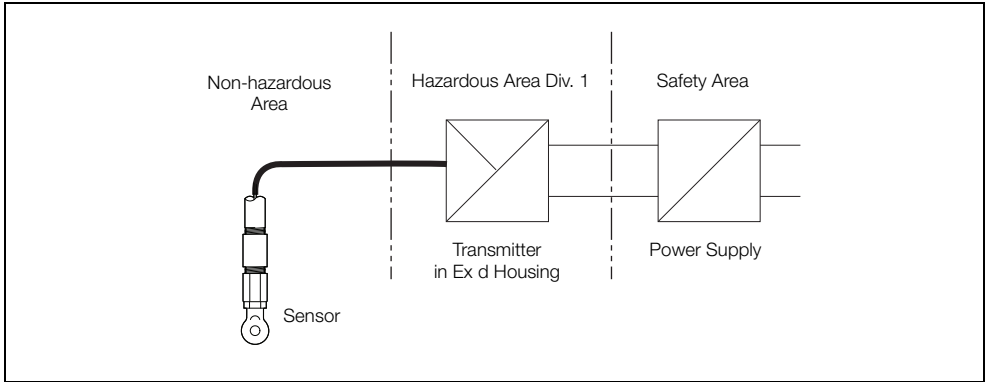 Non-hazardous
Area
Hazardous Area Div. 1
Safety Area
Transmitter
in Ex d Housing
Power Supply
Sensor